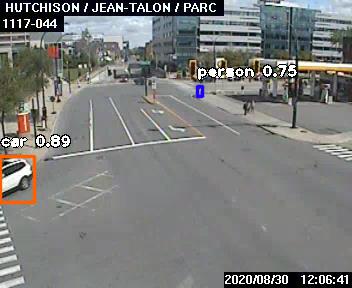 HUTCHISON / JEAN-TALON / PARC
1117-044
person 0.75
car 0.89
2020/08/30 12:06:41